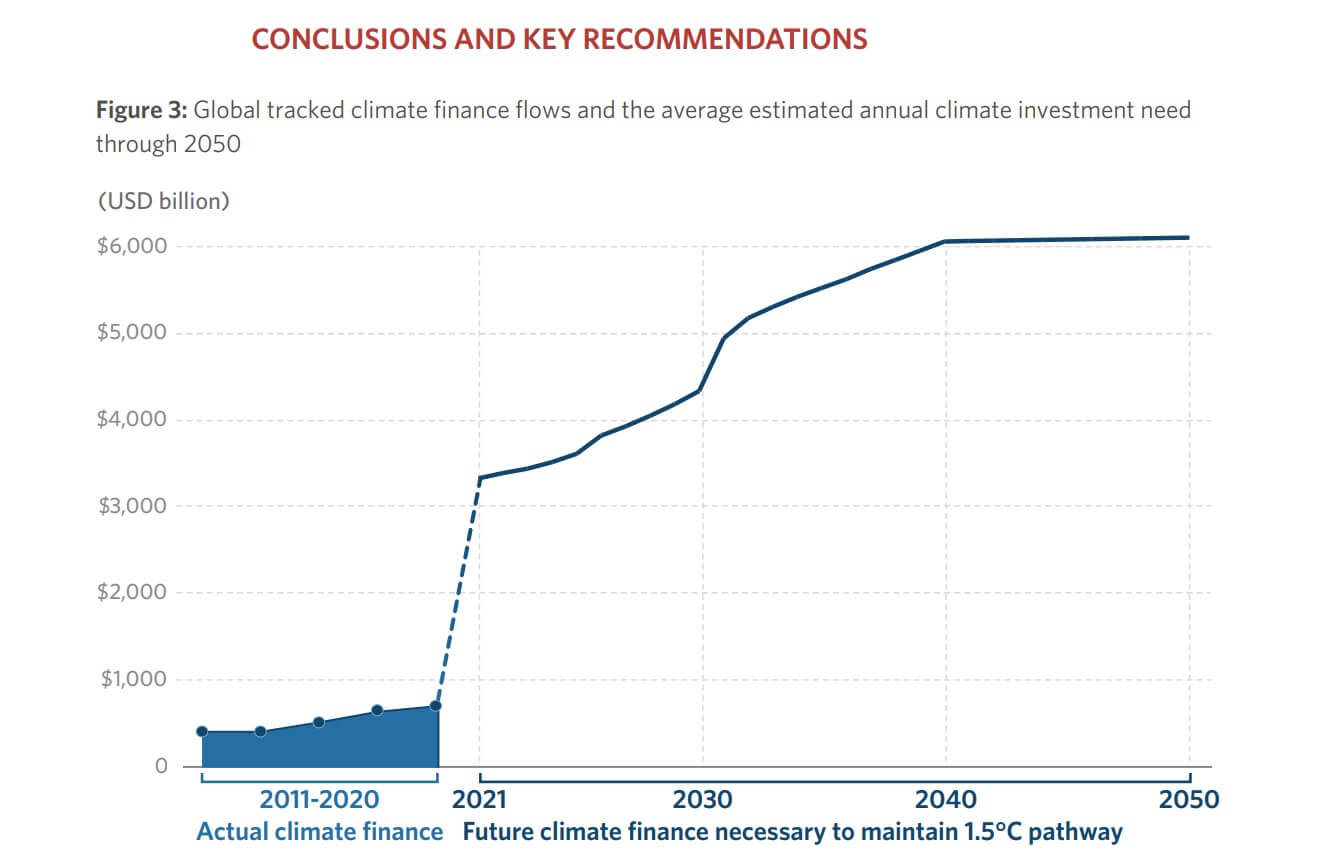 CONCLUSIONS AND KEY RECOMMENDATIONS
Figure 3: Global tracked climate finance flows and the average estimated annual climate investment need
through 2050
(USD billion)
$6,000
$5,000
$4,000
$3,000
$2,000
$1,000
0
2011-2020 2021 2030 2040 2050
Actual climate finance Future climate finance necessary to maintain 1.5°C pathway